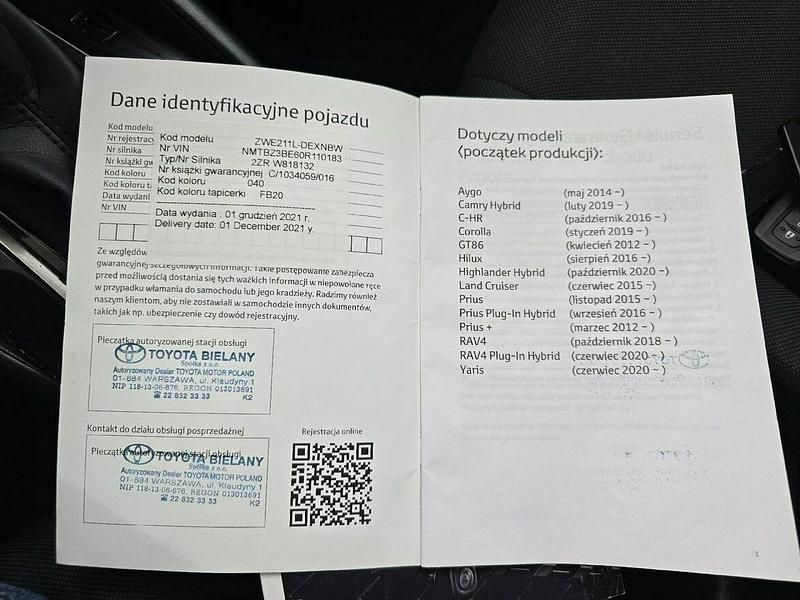 Dane identyfikacyjne pojazdu
Kod modelu
Nr rejestrac
Nr silnika
Nr książki gw
Kod koloru
Kod koloru t
Data wydani
Nr VIN
Kod modelu ZWE211L-DEXNBW
Nr VIN NMTBZ3BE60R110183
Typ/Nr Silnika 2ZR W818132
Nr książki gwarancyjnej C/1034059/016
Kod koloru 040
Kod koloru tapicerki FB20
Data wydania : 01 grudzień 2021 r.
Delivery date: 01 December 2021 y.
Ze względów
gwarancyjnej szczegółowych informacji. Takie postępowanie zabezpiecza
przed możliwością dostania się tych ważkich informacji w niepowołane ręce
w przypadku włamania do samochodu lub jego kradzieży. Radzimy również
naszym klientom, aby nie zostawiali w samochodzie innych dokumentów,
takich jak np. ubezpieczenie czy dowód rejestracyjny.
Pieczątka autoryzowanej stacji obsługi
TOYOTA BIELANY
Spółka z o.o.
Autoryzowany Dealer TOYOTA MOTOR POLAND
01-684 WARSZAWA, ul. Klaudyny 1
NIP 118-13-06-676, REGON 013013691
☎ 22 832 33 33 K2
Kontakt do działu obsługi posprzedażnej
Pieczątka autoryzowanej stacji obsługi
TOYOTA BIELANY
Spółka z o.o.
Autoryzowany Dealer TOYOTA MOTOR POLAND
01-684 WARSZAWA, ul. Klaudyny 1
NIP 118-13-06-676, REGON 013013691
☎ 22 832 33 33 K2
Rejestracja online
Dotyczy modeli
(początek produkcji):
Aygo (maj 2014 ~)
Camry Hybrid (luty 2019 ~)
C-HR (październik 2016 ~)
Corolla (styczeń 2019 ~)
GT86 (kwiecień 2012 ~)
Hilux (sierpień 2016 ~)
Highlander Hybrid (październik 2020 ~)
Land Cruiser (czerwiec 2015 ~)
Prius (listopad 2015 ~)
Prius Plug-In Hybrid (wrzesień 2016 ~)
Prius + (marzec 2012 ~)
RAV4 (październik 2018 ~)
RAV4 Plug-In Hybrid (czerwiec 2020 ~)
Yaris (czerwiec 2020 ~)
1